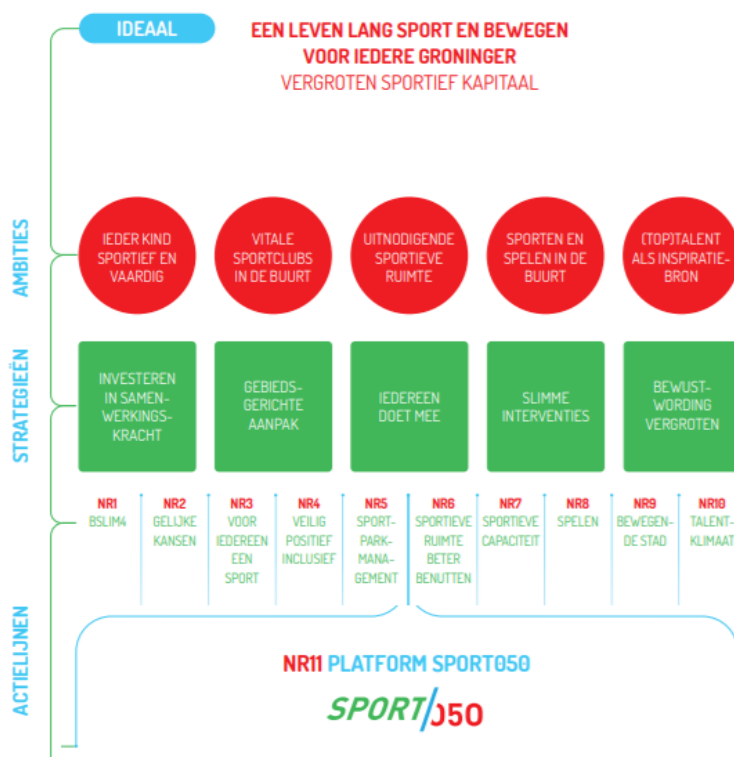 IDEAAL
EEN LEVEN LANG SPORT EN BEWEGEN
VOOR IEDERE GRONINGER
VERGROTEN SPORTIEF KAPITAAL
AMBITIES
IEDER KIND
SPORTIEF EN
VAARDIG
VITALE
SPORTCLUBS
IN DE BUURT
UITNODIGENDE
SPORTIEVE
RUIMTE
SPORTEN EN
SPELEN IN DE
BUURT
(TOP)TALENT
ALS INSPIRATIE-
BRON
STRATEGIEËN
INVESTEREN
IN SAMEN-
WERKINGS-
KRACHT
GEBIEDS-
GERICHTE
AANPAK
IEDEREEN
DOET MEE
SLIMME
INTERVENTIES
BEWUST-
WORDING
VERGROTEN
ACTIELIJNEN
NR1
BSLIM4
NR2
GELIJKE
KANSEN
NR3
VOOR
IEDEREEN
EEN
SPORT
NR4
VEILIG
POSITIEF
INCLUSIEF
NR5
SPORT-
PARK-
MANA-
GEMENT
NR6
SPORTIEVE
RUIMTE
BETER
BENUTTEN
NR7
SPORTIEVE
CAPACITEIT
NR8
SPELEN
NR9
BEWEGEN-
DE STAD
NR10
TALENT-
KLIMAAT
NR11 PLATFORM SPORT050
SPORT/050